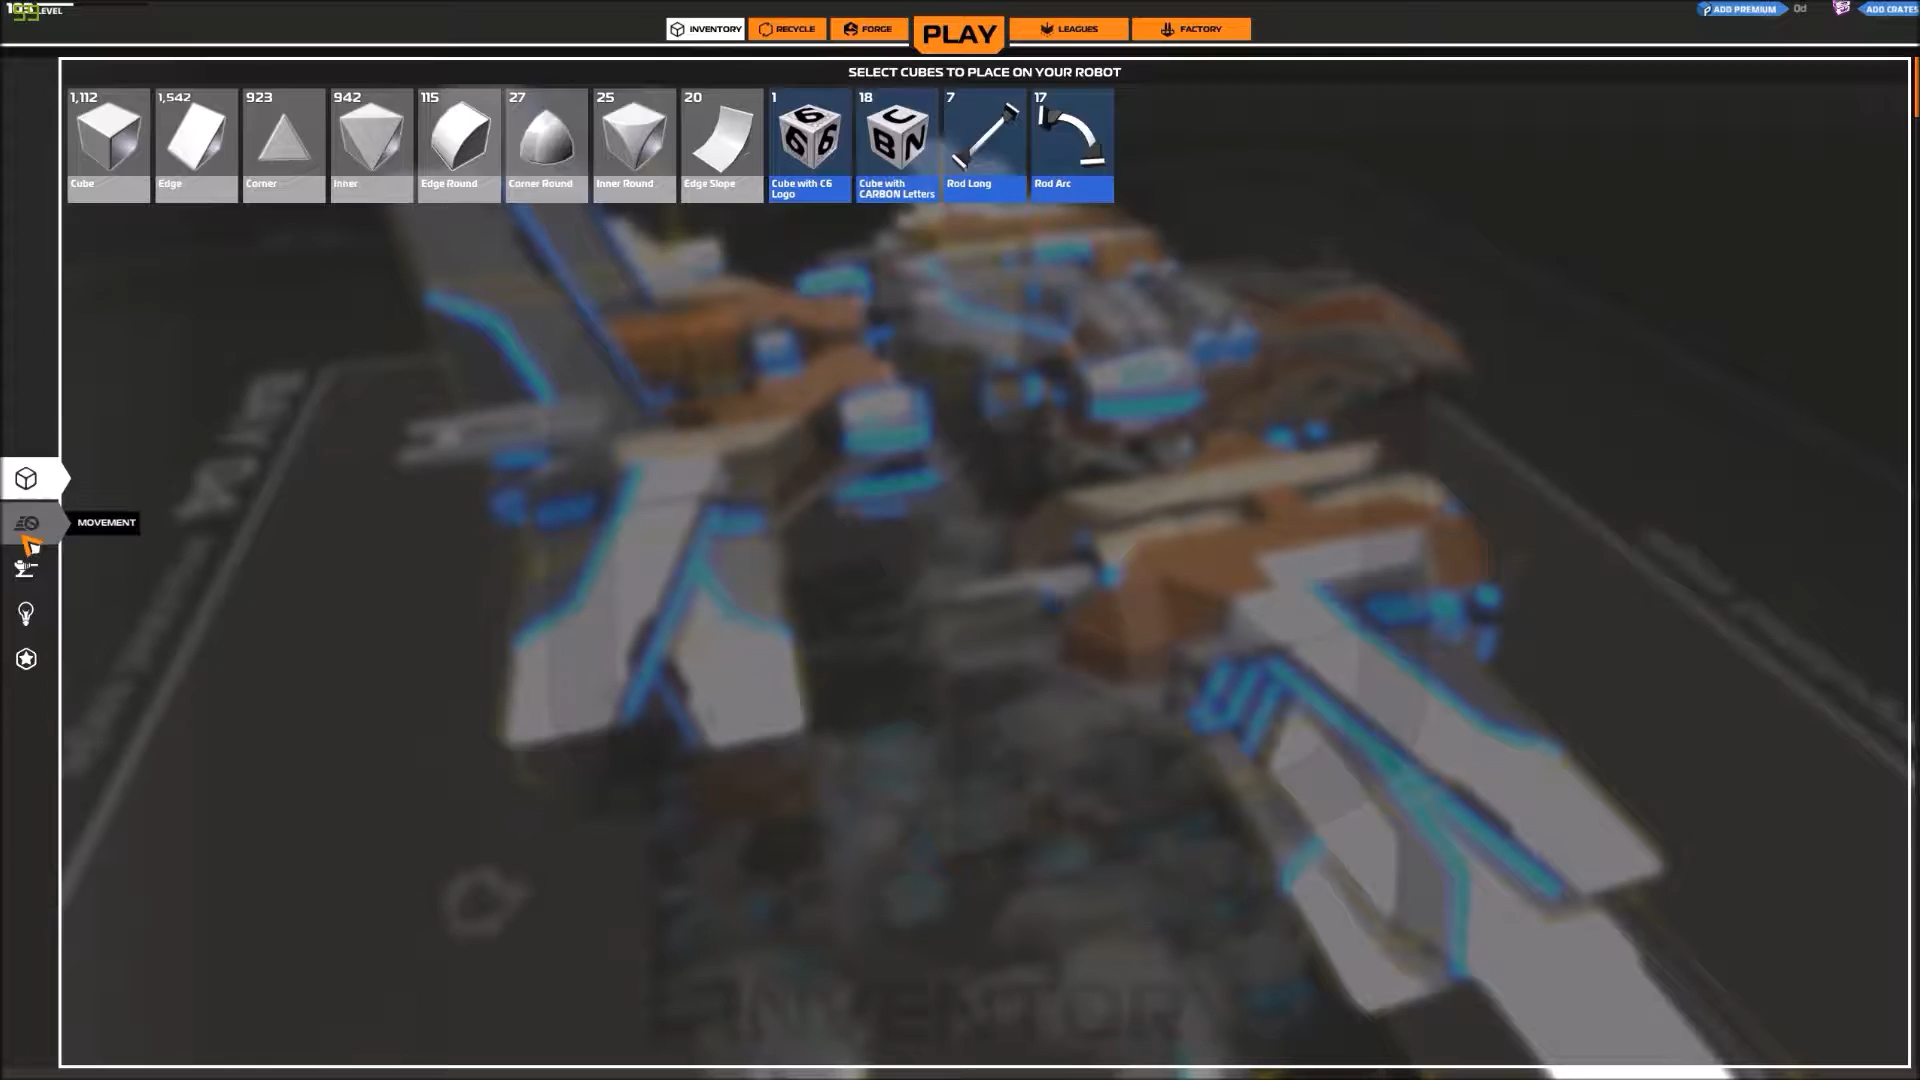 LEVEL
ADD PREMIUM 0d ADD CRATES
INVENTORY RECYCLE FORGE PLAY LEAGUES FACTORY
SELECT CUBES TO PLACE ON YOUR ROBOT
1,112 1,542 923 942 115 27 25 20 1 18 7 17
6 6 6 C B N
Cube Edge Corner Inner Edge Round Corner Round Inner Round Edge Slope Cube with C6 Logo Cube with CARBON Letters Rod Long Rod Arc
MOVEMENT